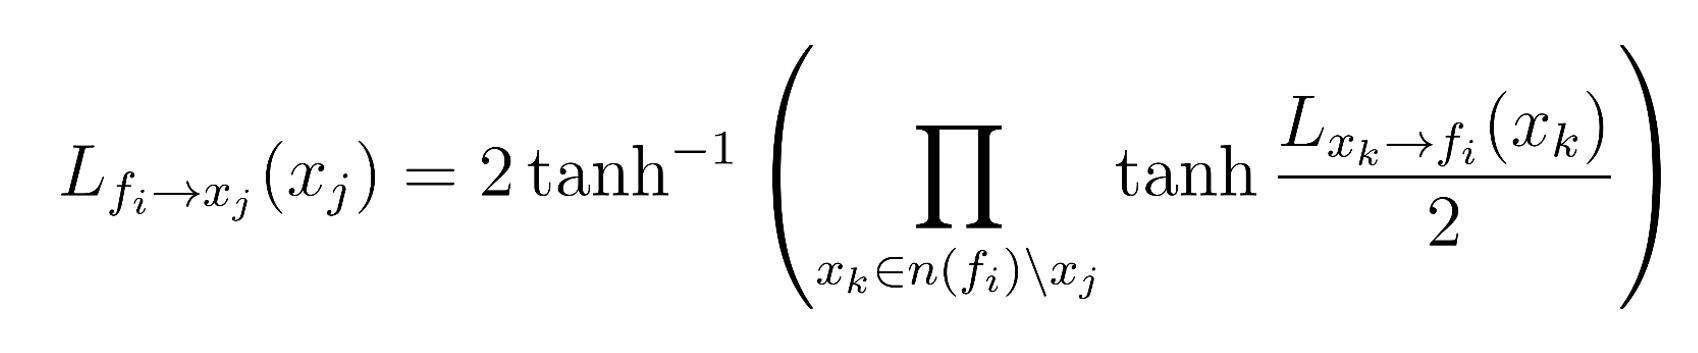 L_{f_i \to x_j}(x_j) = 2 \tanh^{-1} \left( \prod_{x_k \in n(f_i) \setminus x_j} \tanh \frac{L_{x_k \to f_i}(x_k)}{2} \right)